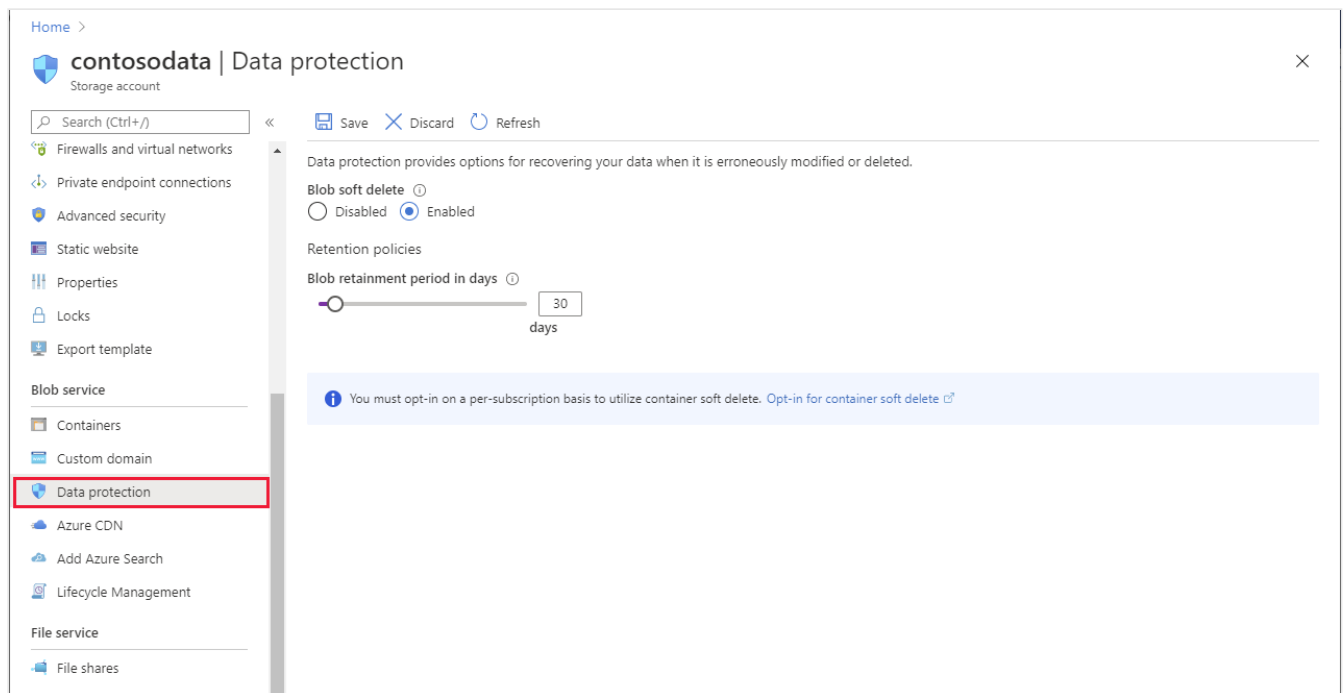 Home >
contosodata | Data protection
Storage account
Search (Ctrl+/)
«
Firewalls and virtual networks
Private endpoint connections
Advanced security
Static website
Properties
Locks
Export template
Blob service
Containers
Custom domain
Data protection
Azure CDN
Add Azure Search
Lifecycle Management
File service
File shares
Save Discard Refresh
Data protection provides options for recovering your data when it is erroneously modified or deleted.
Blob soft delete
Disabled Enabled
Retention policies
Blob retainment period in days
30
days
You must opt-in on a per-subscription basis to utilize container soft delete. Opt-in for container soft delete